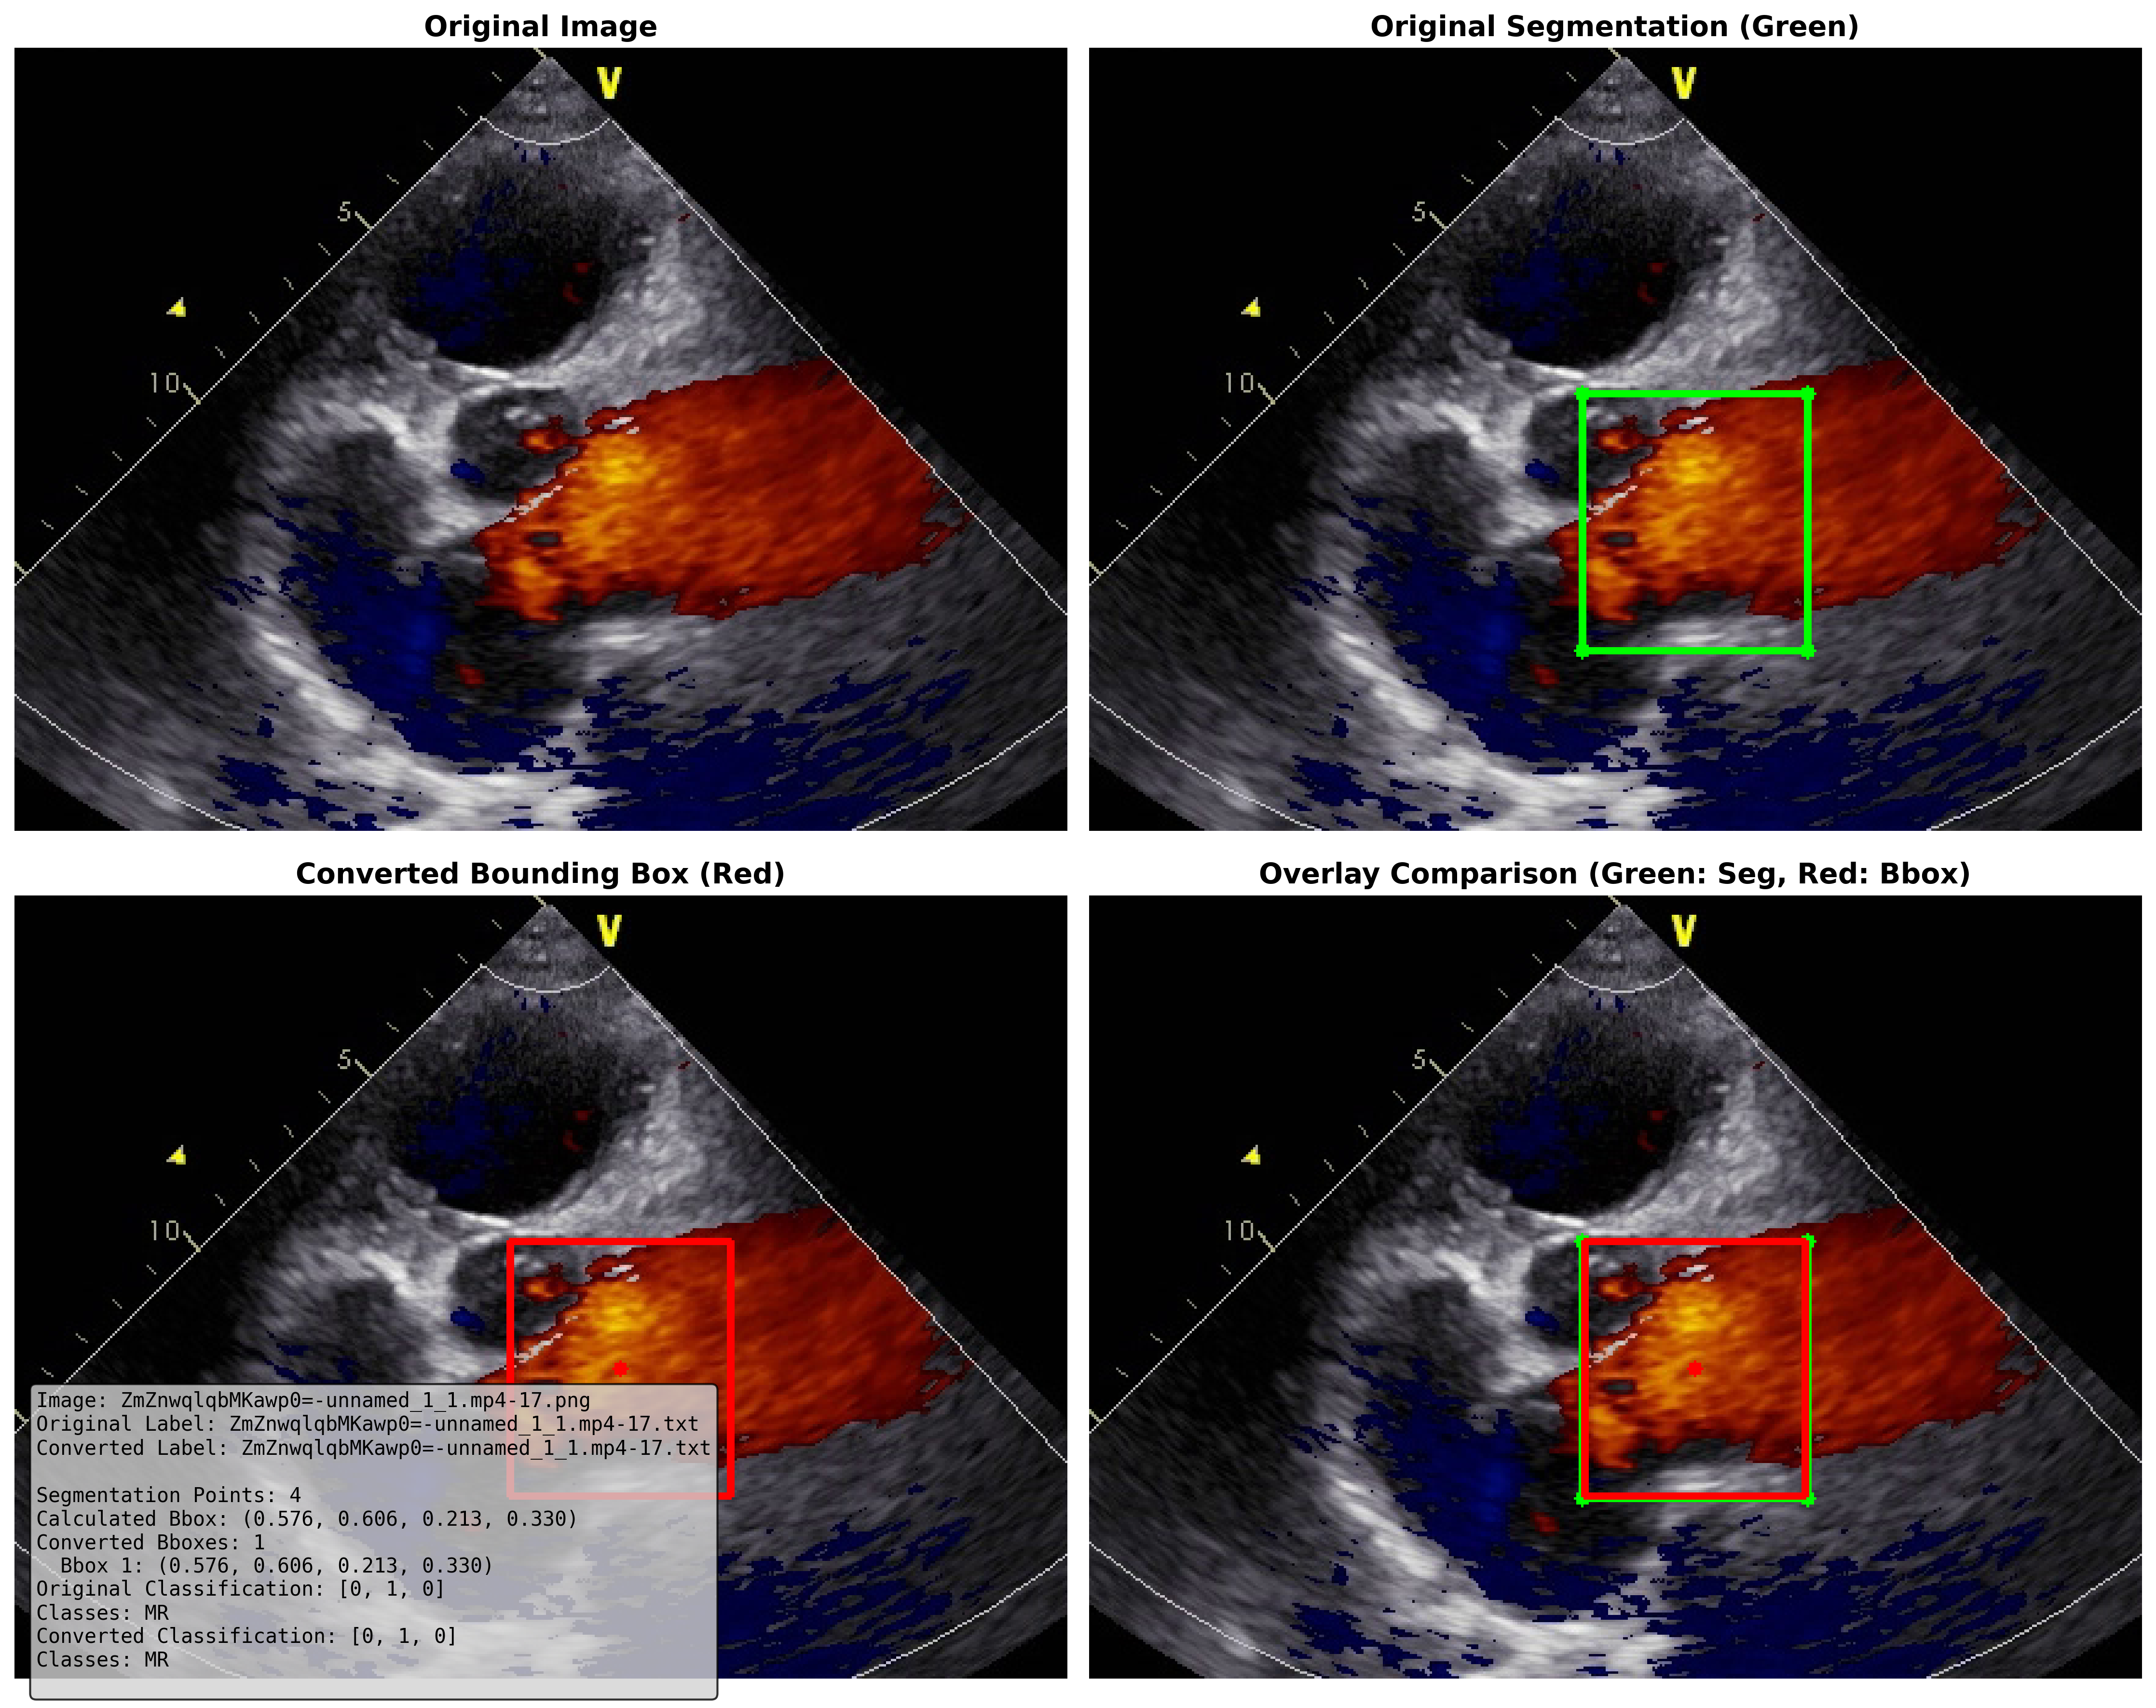 Original Image
Original Segmentation (Green)
V
5
10
V
5
10
Converted Bounding Box (Red)
Overlay Comparison (Green: Seg, Red: Bbox)
V
5
10
V
5
10
Image: ZmZnwqlqbMKawp0=-unnamed_1_1.mp4-17.png
Original Label: ZmZnwqlqbMKawp0=-unnamed_1_1.mp4-17.txt
Converted Label: ZmZnwqlqbMKawp0=-unnamed_1_1.mp4-17.txt
Segmentation Points: 4
Calculated Bbox: (0.576, 0.606, 0.213, 0.330)
Converted Bboxes: 1
Bbox 1: (0.576, 0.606, 0.213, 0.330)
Original Classification: [0, 1, 0]
Classes: MR
Converted Classification: [0, 1, 0]
Classes: MR